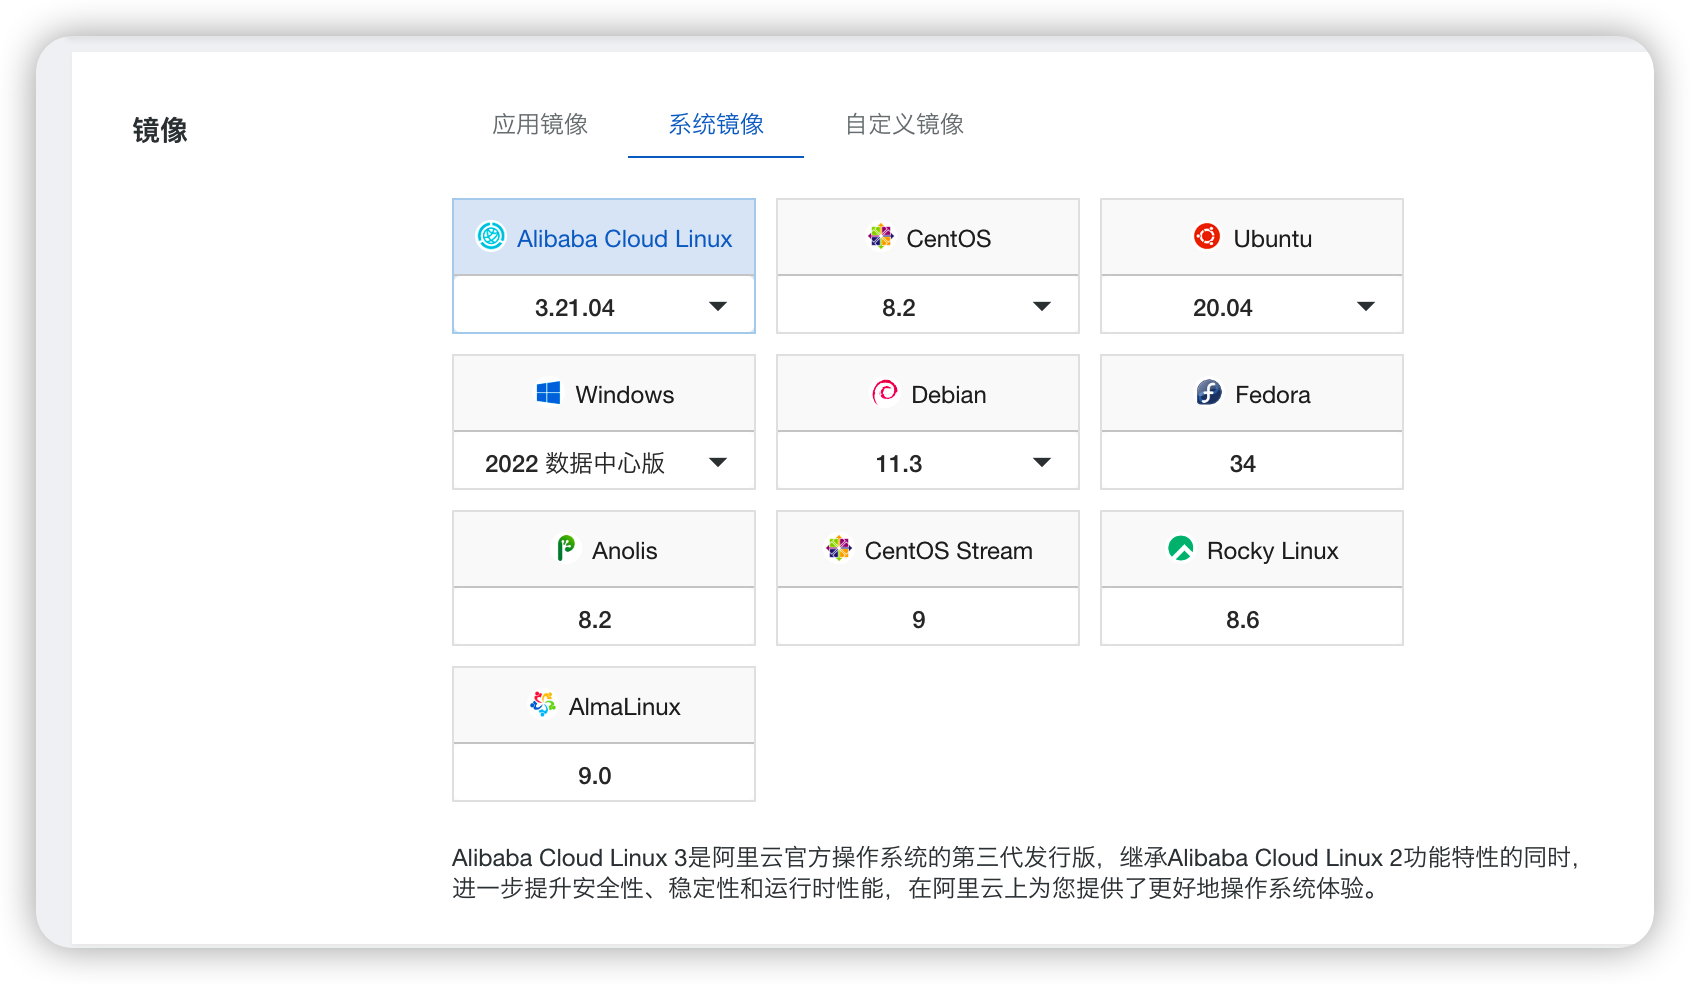 镜像
应用镜像 系统镜像 自定义镜像
Alibaba Cloud Linux CentOS Ubuntu
3.21.04 8.2 20.04
Windows Debian Fedora
2022 数据中心版 11.3 34
Anolis CentOS Stream Rocky Linux
8.2 9 8.6
AlmaLinux
9.0
Alibaba Cloud Linux 3是阿里云官方操作系统的第三代发行版，继承Alibaba Cloud Linux 2功能特性的同时，
进一步提升安全性、稳定性和运行时性能，在阿里云上为您提供了更好地操作系统体验。